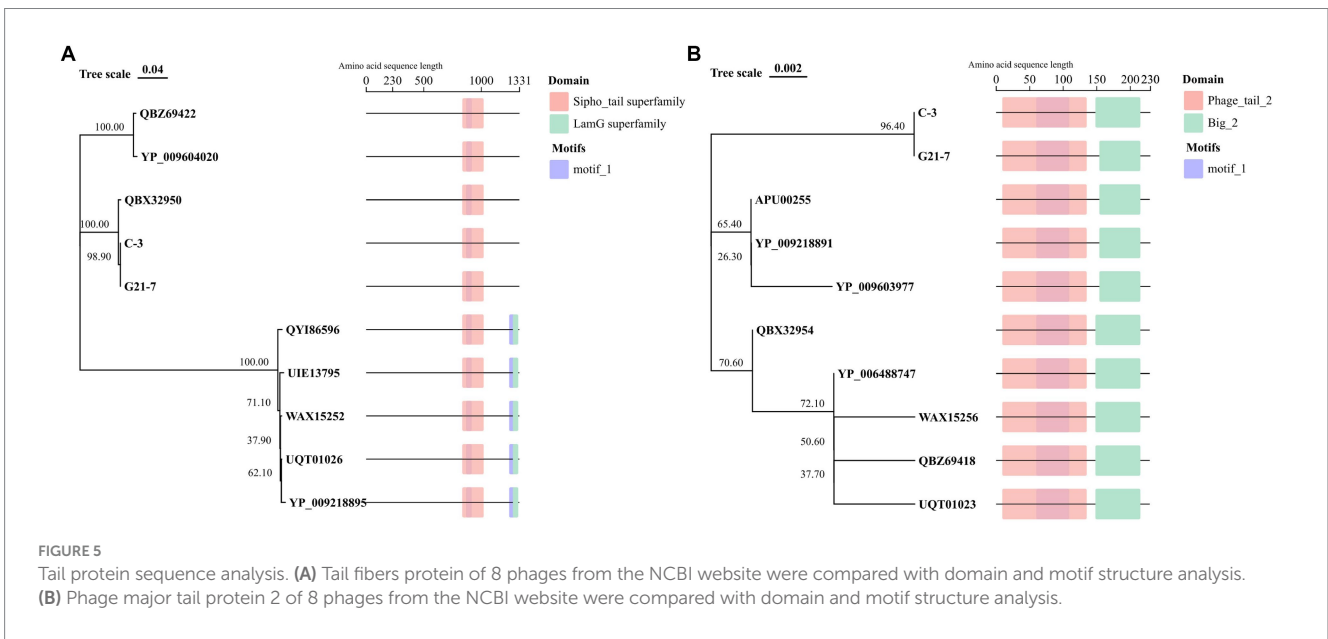 A
Tree scale 0.04
Amino acid sequence length
0 230 500 1000 1331
Domain
Sipho_tail superfamily
LamG superfamily
Motifs
motif_1
QBZ69422
100.00
YP_009604020
QBX32950
100.00
C-3
98.90
G21-7
QYI86596
100.00
UIE13795
71.10
WAX15252
37.90
UQT01026
62.10
YP_009218895
B
Tree scale 0.002
Amino acid sequence length
0 50 100 150 200 230
Domain
Phage_tail_2
Big_2
Motifs
motif_1
C-3
96.40
G21-7
APU00255
65.40
YP_009218891
26.30
YP_009603977
QBX32954
70.60
YP_006488747
72.10
WAX15256
50.60
QBZ69418
37.70
UQT01023
FIGURE 5
Tail protein sequence analysis. (A) Tail fibers protein of 8 phages from the NCBI website were compared with domain and motif structure analysis.
(B) Phage major tail protein 2 of 8 phages from the NCBI website were compared with domain and motif structure analysis.